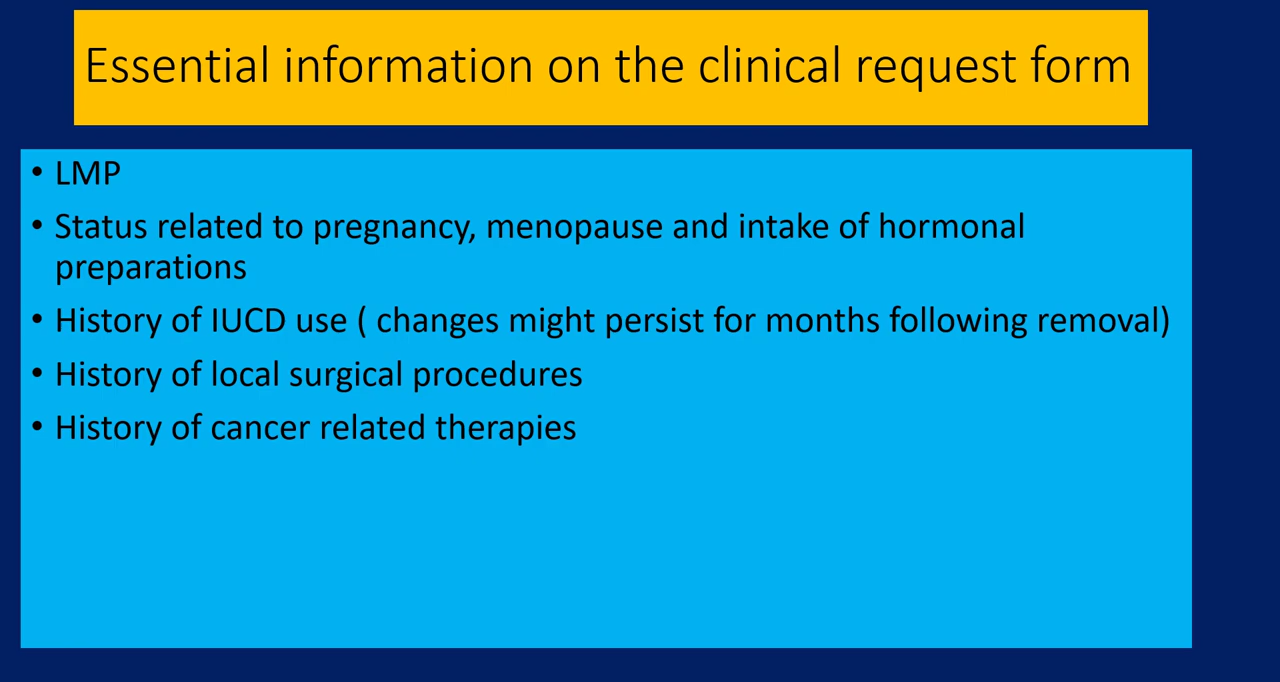 Essential information on the clinical request form
• LMP
• Status related to pregnancy, menopause and intake of hormonal
preparations
• History of IUCD use ( changes might persist for months following removal)
• History of local surgical procedures
• History of cancer related therapies